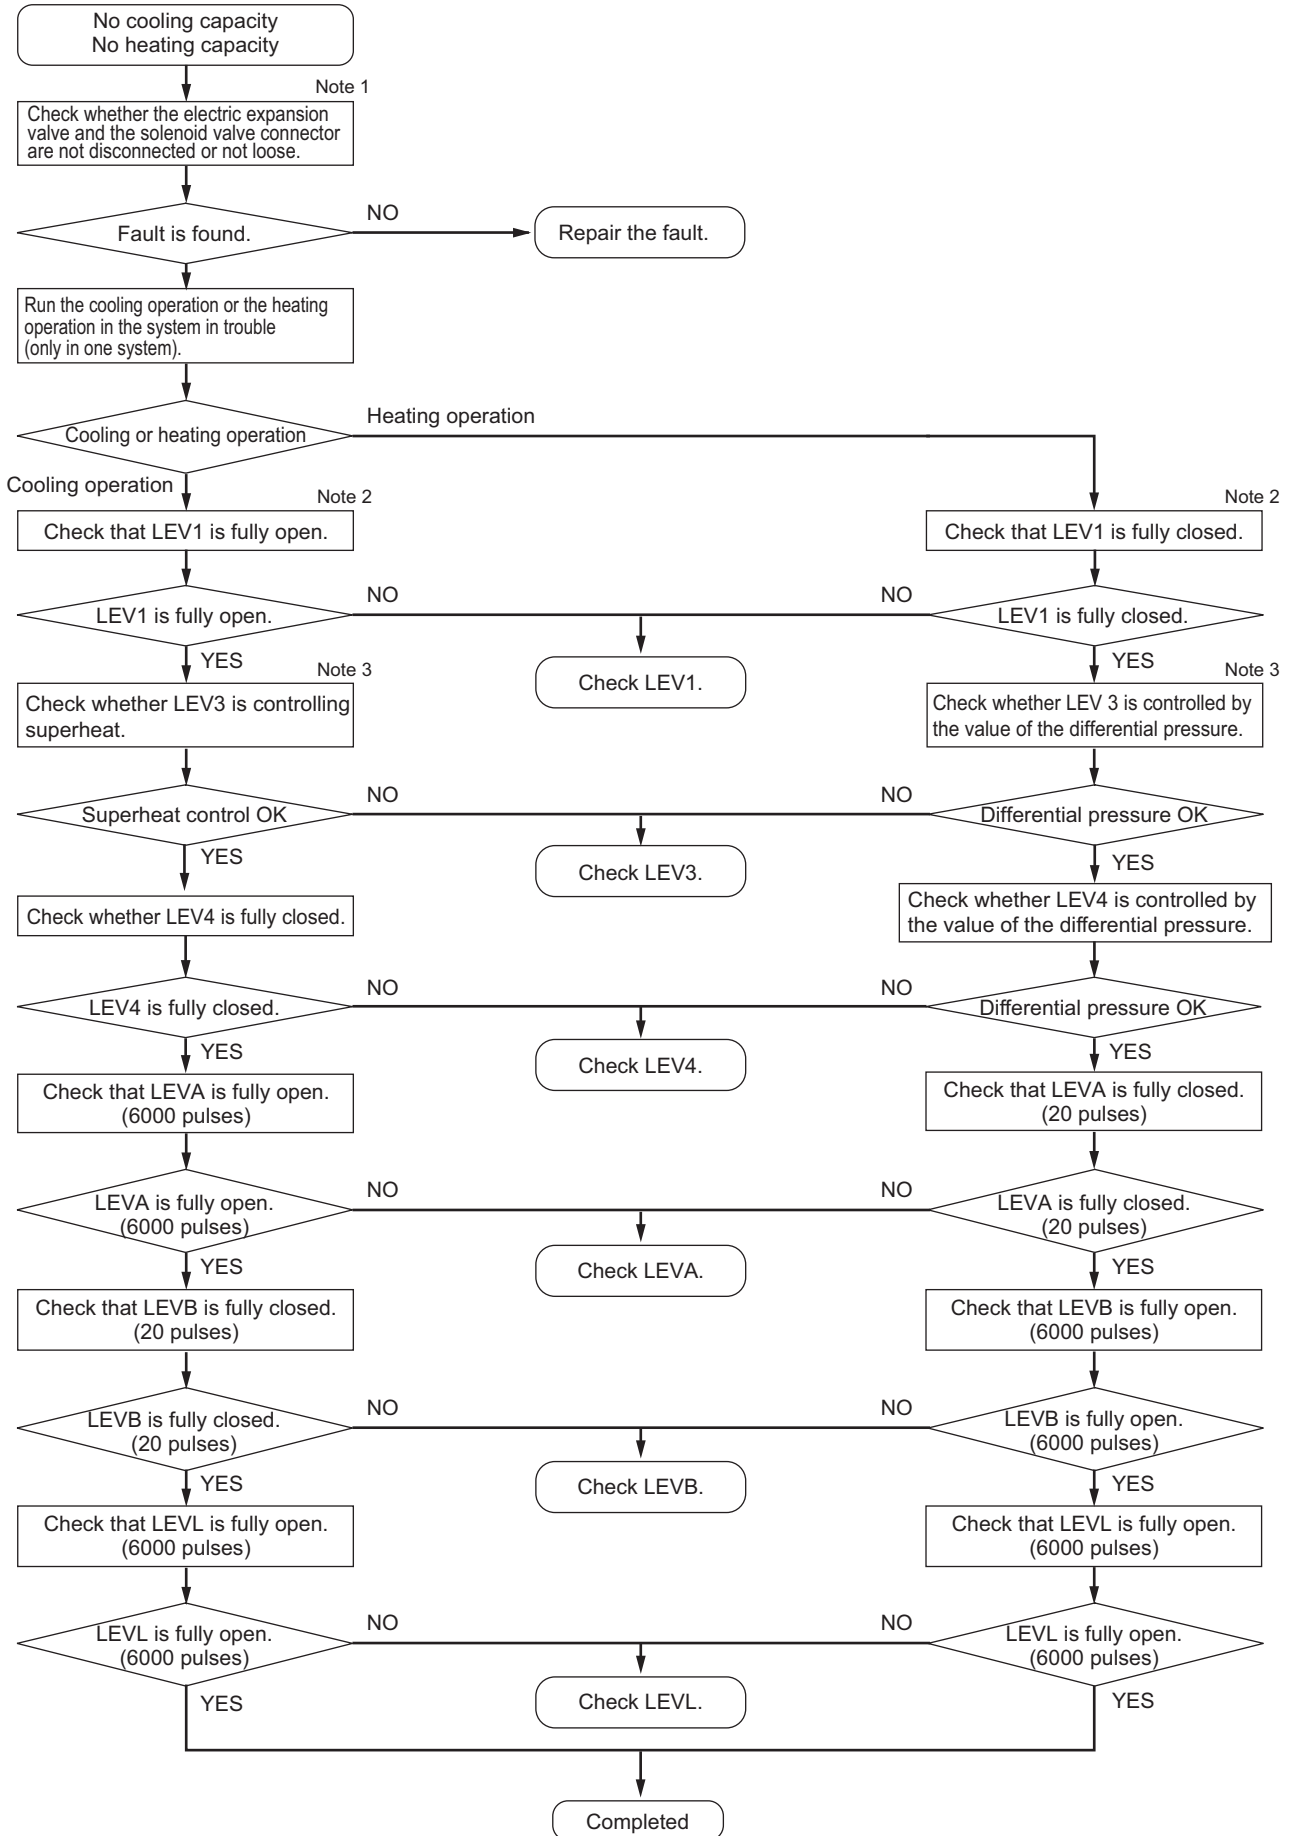 No cooling capacity
No heating capacity
Note 1
Check whether the electric expansion
valve and the solenoid valve connector
are not disconnected or not loose.
Fault is found.
NO
Repair the fault.
Run the cooling operation or the heating
operation in the system in trouble
(only in one system).
Cooling or heating operation
Heating operation
Cooling operation
Note 2
Note 2
Check that LEV1 is fully open.
Check that LEV1 is fully closed.
LEV1 is fully open.
NO
NO
LEV1 is fully closed.
YES
YES
Check LEV1.
Note 3
Note 3
Check whether LEV3 is controlling
superheat.
Check whether LEV 3 is controlled by
the value of the differential pressure.
Superheat control OK
NO
NO
Differential pressure OK
YES
YES
Check LEV3.
Check whether LEV4 is fully closed.
Check whether LEV4 is controlled by
the value of the differential pressure.
LEV4 is fully closed.
NO
NO
Differential pressure OK
YES
YES
Check LEV4.
Check that LEVA is fully open.
(6000 pulses)
Check that LEVA is fully closed.
(20 pulses)
LEVA is fully open.
(6000 pulses)
NO
NO
LEVA is fully closed.
(20 pulses)
YES
YES
Check LEVA.
Check that LEVB is fully closed.
(20 pulses)
Check that LEVB is fully open.
(6000 pulses)
LEVB is fully closed.
(20 pulses)
NO
NO
LEVB is fully open.
(6000 pulses)
YES
YES
Check LEVB.
Check that LEVL is fully open.
(6000 pulses)
Check that LEVL is fully open.
(6000 pulses)
LEVL is fully open.
(6000 pulses)
NO
NO
LEVL is fully open.
(6000 pulses)
YES
YES
Check LEVL.
Completed